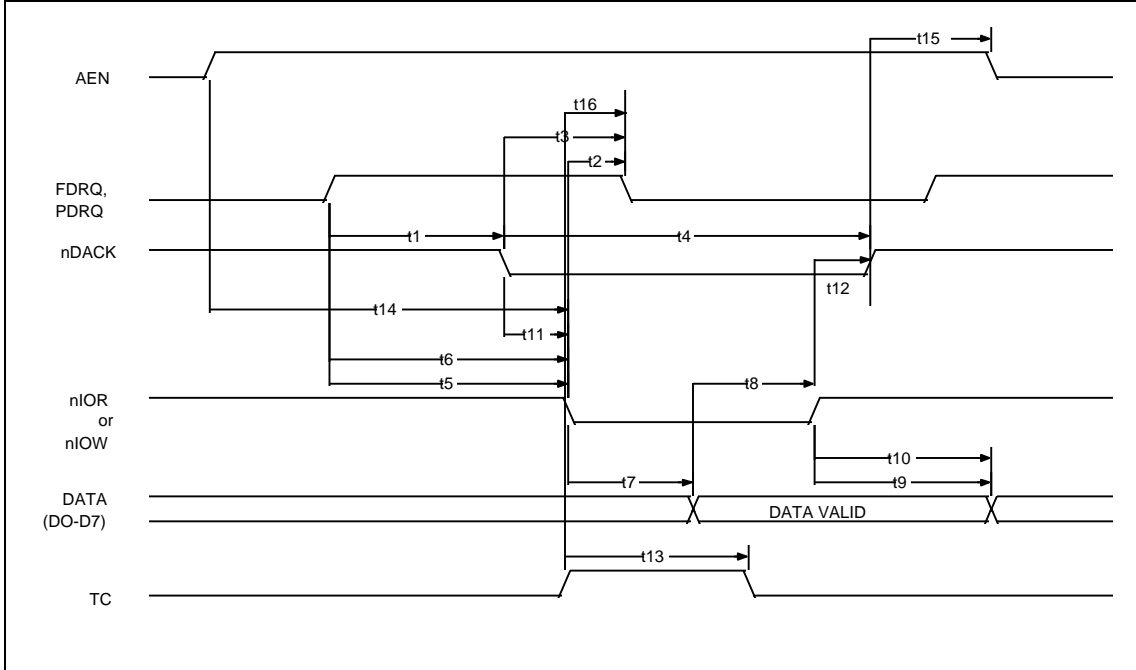 t15
AEN
t16
t3
t2
FDRQ,
PDRQ
t1
t4
nDACK
t12
t14
t11
t6
t5
t8
nIOR
or
nIOW
t10
t7
t9
DATA
(DO-D7)
DATA VALID
t13
TC